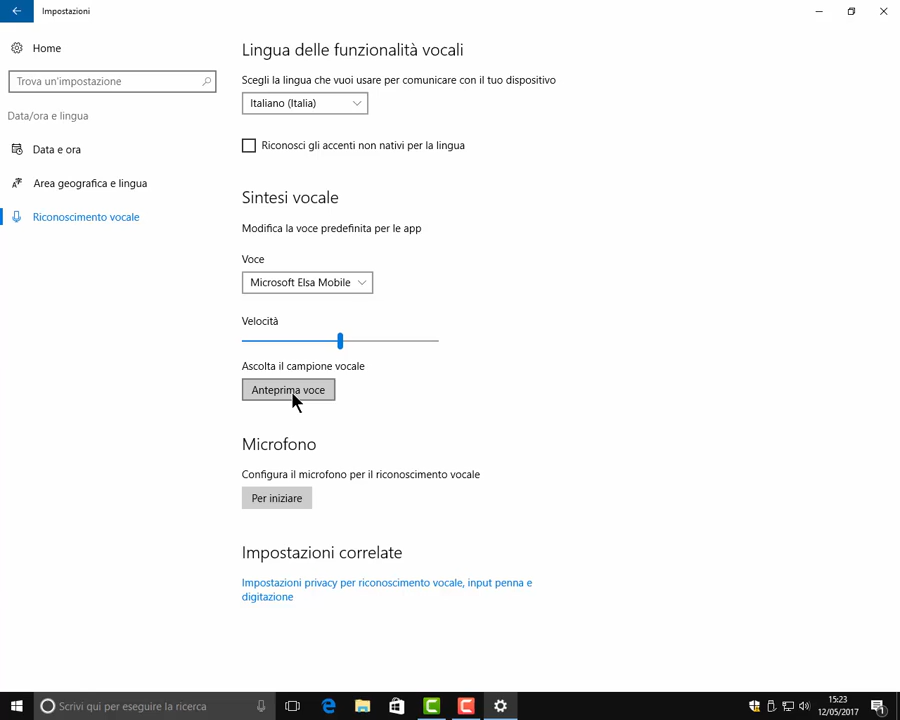 Impostazioni
Home
Trova un'impostazione
Data/ora e lingua
Data e ora
Area geografica e lingua
Riconoscimento vocale
Lingua delle funzionalità vocali
Scegli la lingua che vuoi usare per comunicare con il tuo dispositivo
Italiano (Italia)
Riconosci gli accenti non nativi per la lingua
Sintesi vocale
Modifica la voce predefinita per le app
Voce
Microsoft Elsa Mobile
Velocità
Ascolta il campione vocale
Anteprima voce
Microfono
Configura il microfono per il riconoscimento vocale
Per iniziare
Impostazioni correlate
Impostazioni privacy per riconoscimento vocale, input penna e
digitazione
Scrivi qui per eseguire la ricerca
15:23
12/05/2017
1